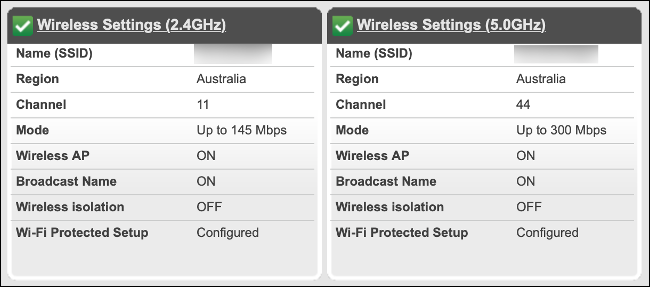 Wireless Settings (2.4GHz)
Name (SSID)
Region Australia
Channel 11
Mode Up to 145 Mbps
Wireless AP ON
Broadcast Name ON
Wireless isolation OFF
Wi-Fi Protected Setup Configured
Wireless Settings (5.0GHz)
Name (SSID)
Region Australia
Channel 44
Mode Up to 300 Mbps
Wireless AP ON
Broadcast Name ON
Wireless isolation OFF
Wi-Fi Protected Setup Configured